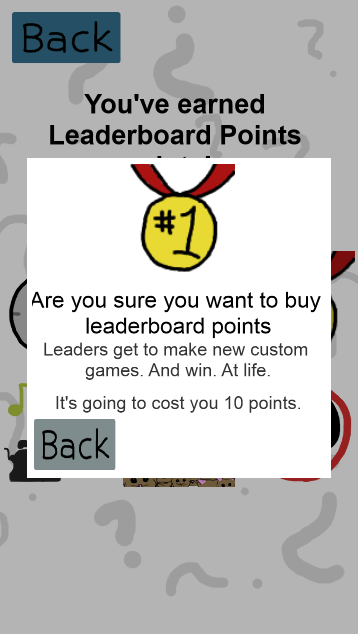 Back
You've earned
Leaderboard Points
#1
Are you sure you want to buy
leaderboard points
Leaders get to make new custom
games. And win. At life.
It's going to cost you 10 points.
Back